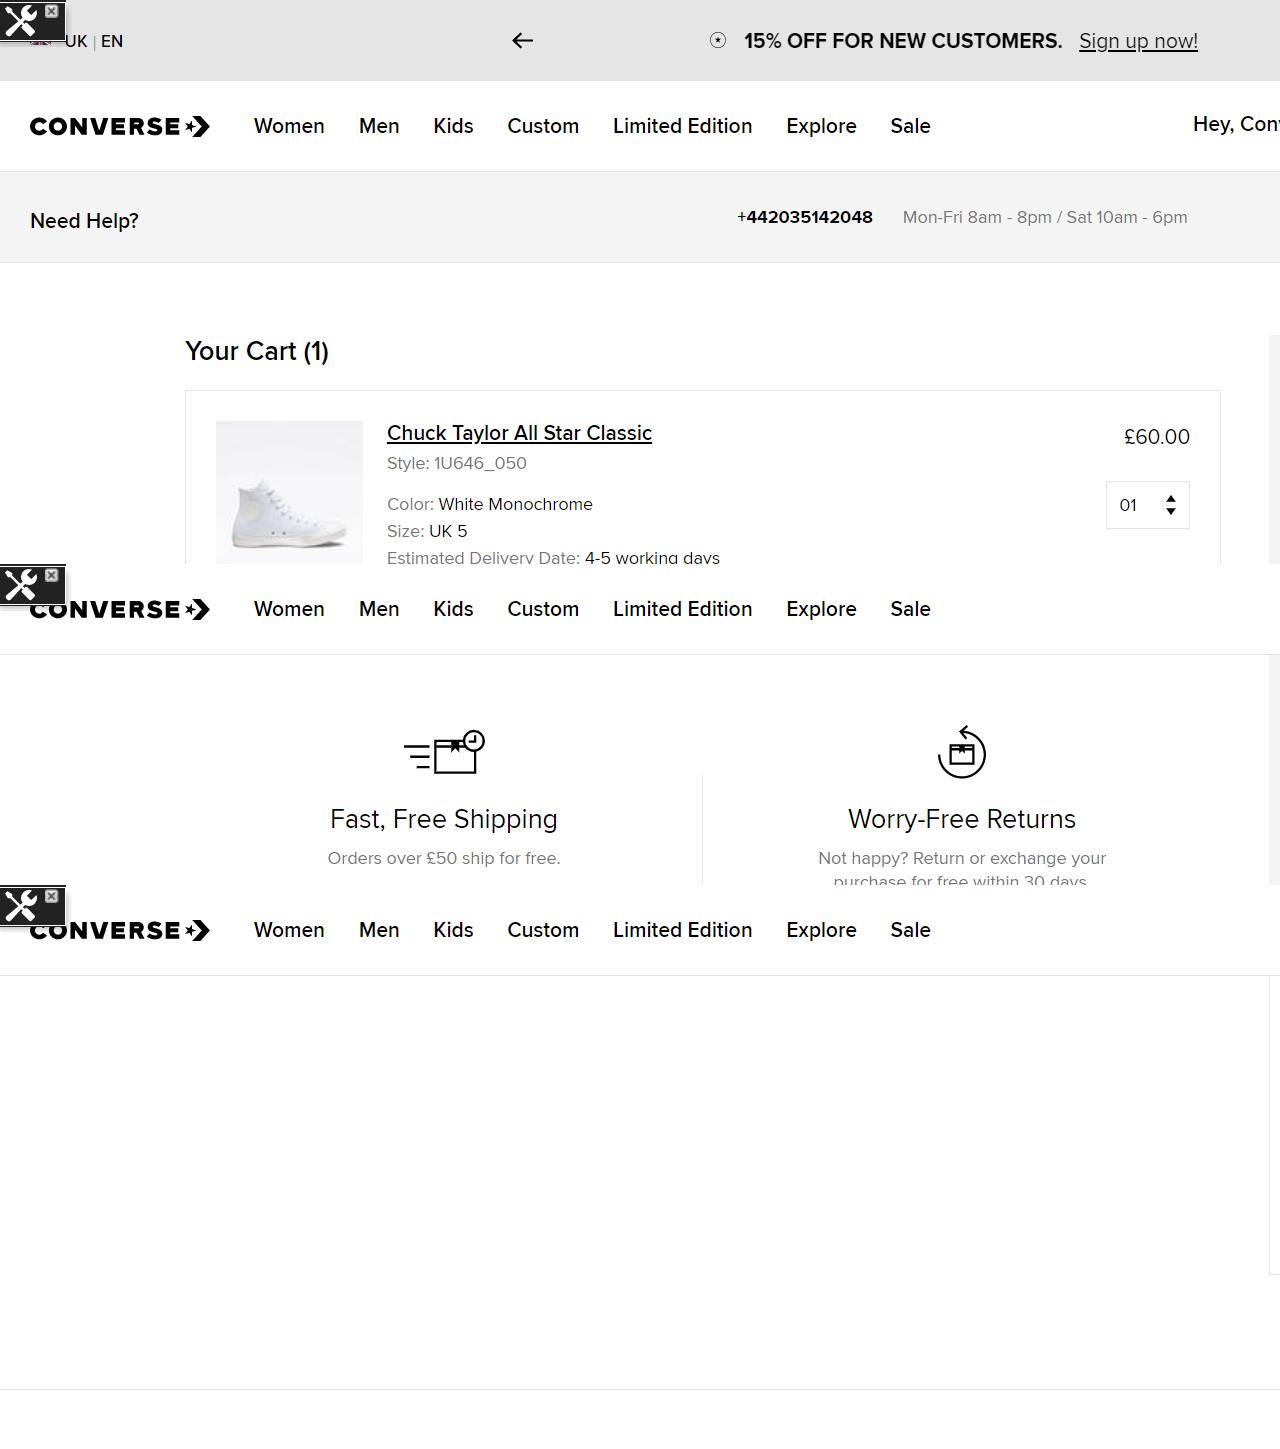 UK | EN
15% OFF FOR NEW CUSTOMERS. Sign up now!
CONVERSE
Women Men Kids Custom Limited Edition Explore Sale
Hey, Con
Need Help?
+442035142048 Mon-Fri 8am - 8pm / Sat 10am - 6pm
Your Cart (1)
Chuck Taylor All Star Classic
£60.00
Style: 1U646_050
Color: White Monochrome
01
Size: UK 5
Estimated Delivery Date: 4-5 working days
CONVERSE
Women Men Kids Custom Limited Edition Explore Sale
Fast, Free Shipping
Orders over £50 ship for free.
Worry-Free Returns
Not happy? Return or exchange your
purchase for free within 30 days
CONVERSE
Women Men Kids Custom Limited Edition Explore Sale